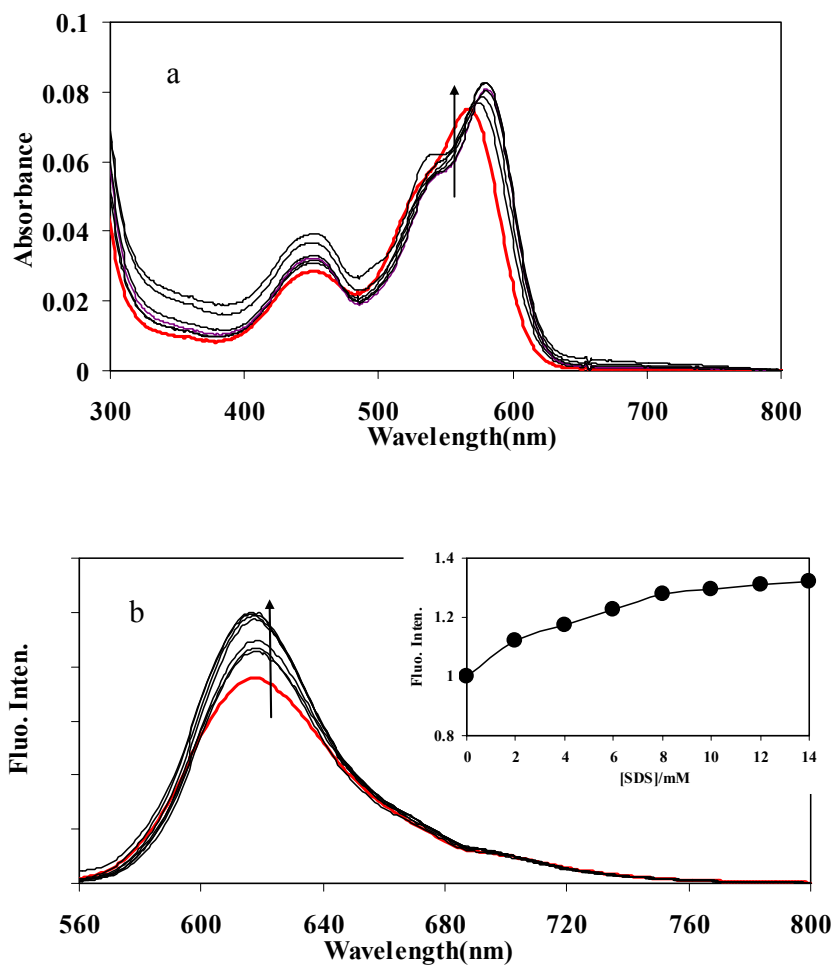 a
Absorbance
0.1
0.08
0.06
0.04
0.02
0
300 400 500 600 700 800
Wavelength(nm)
b
Fluo. Inten.
560 600 640 680 720 760 800
Wavelength(nm)
Fluo. Inten.
1.4
1.2
1
0.8
0 2 4 6 8 10 12 14
[SDS]/mM